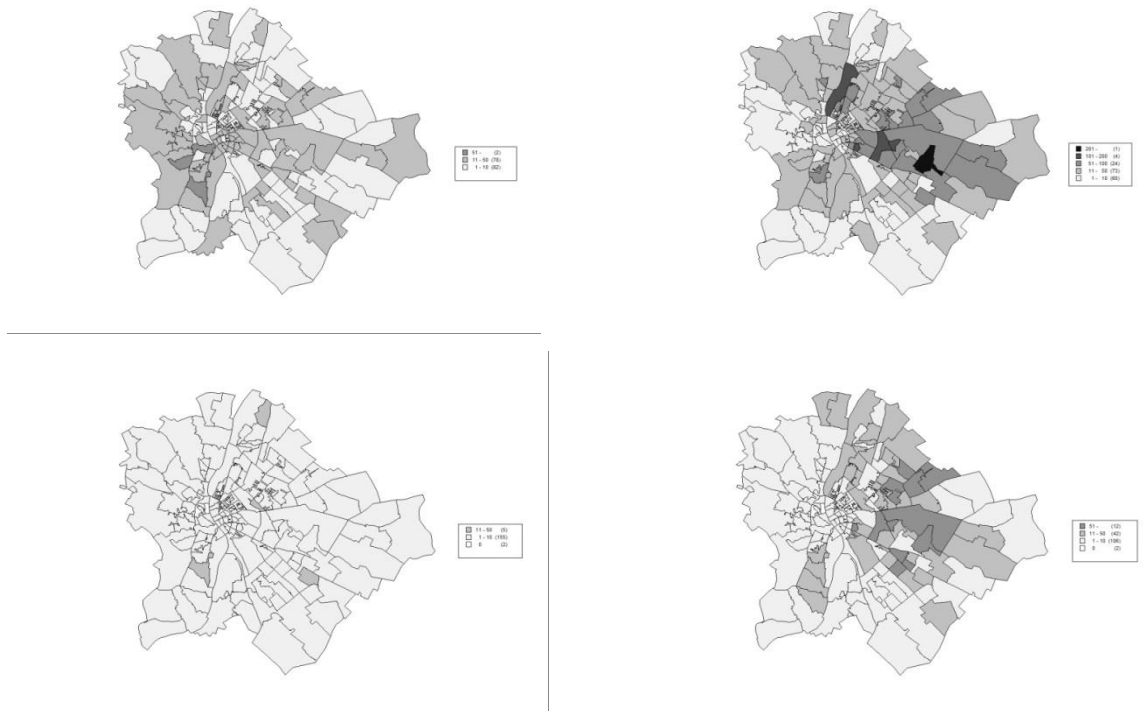 51 - (2)
11 - 50 (78)
1 - 10 (82)
201 - (1)
101 - 200 (4)
51 - 100 (24)
11 - 50 (73)
1 - 10 (60)
11 - 50 (5)
1 - 10 (155)
0 (2)
51 - (12)
11 - 50 (42)
1 - 10 (106)
0 (2)